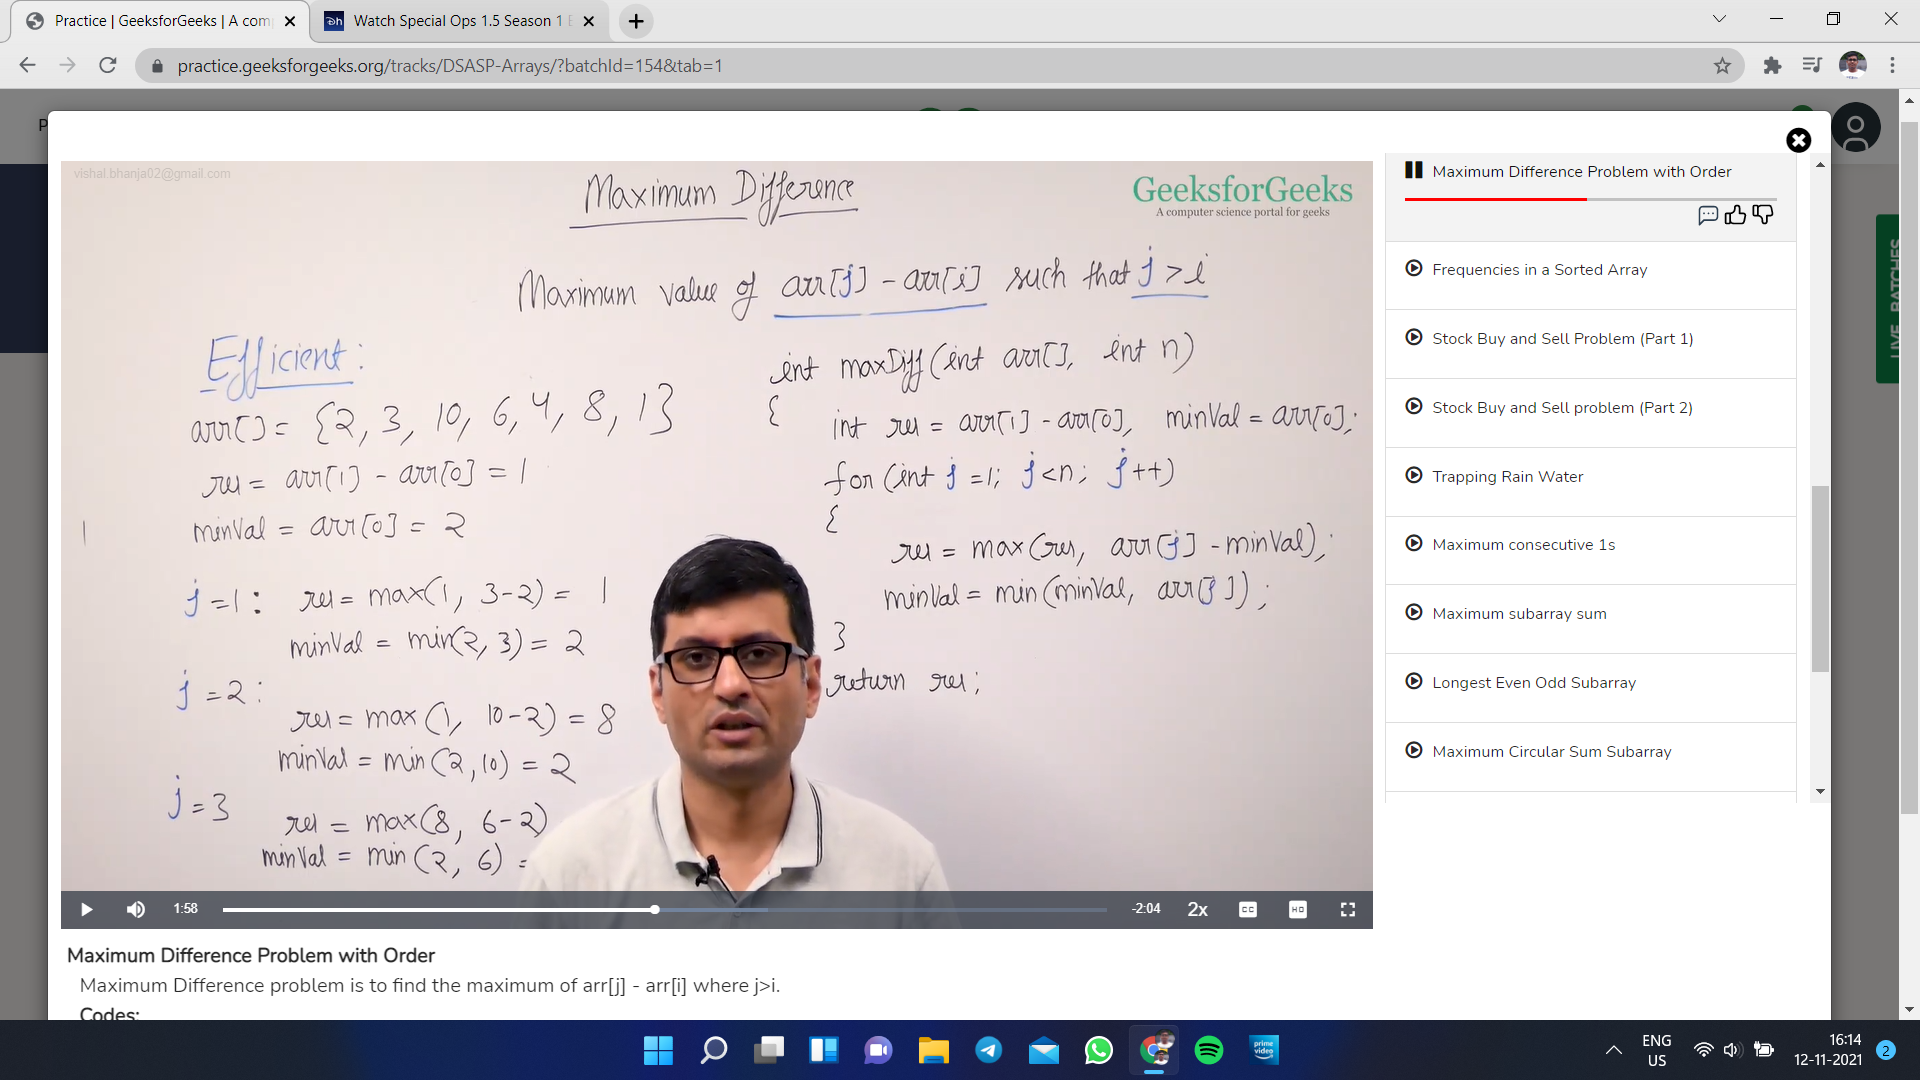 Practice | GeeksforGeeks | A com
Watch Special Ops 1.5 Season 1 E
practice.geeksforgeeks.org/tracks/DSASP-Arrays/?batchId=154&tab=1
P
vishal.bhanja02@gmail.com
Maximum Difference
GeeksforGeeks
A computer science portal for geeks
Maximum value of arr[j] - arr[i] such that j > i
Efficient:
arr[] = {2, 3, 10, 6, 4, 8, 1}
res = arr[1] - arr[0] = 1
minVal = arr[0] = 2
j = 1: res = max(1, 3-2) = 1
minVal = min(2, 3) = 2
j = 2:
res = max(1, 10-2) = 8
minVal = min(2, 10) = 2
j = 3
res = max(8, 6-2)
minVal = min(2, 6) =
int maxDiff(int arr[], int n)
{
int res = arr[1] - arr[0], minVal = arr[0];
for (int j = 1; j < n; j++)
{
res = max(res, arr[j] - minVal);
minVal = min(minVal, arr[j]);
}
return res;
1:58
-2:04
2x
CC
HD
Maximum Difference Problem with Order
Maximum Difference problem is to find the maximum of arr[j] - arr[i] where j>i.
Codes:
Maximum Difference Problem with Order
Frequencies in a Sorted Array
Stock Buy and Sell Problem (Part 1)
Stock Buy and Sell problem (Part 2)
Trapping Rain Water
Maximum consecutive 1s
Maximum subarray sum
Longest Even Odd Subarray
Maximum Circular Sum Subarray
LIVE BATCHES
prime video
ENG
US
16:14
12-11-2021
2